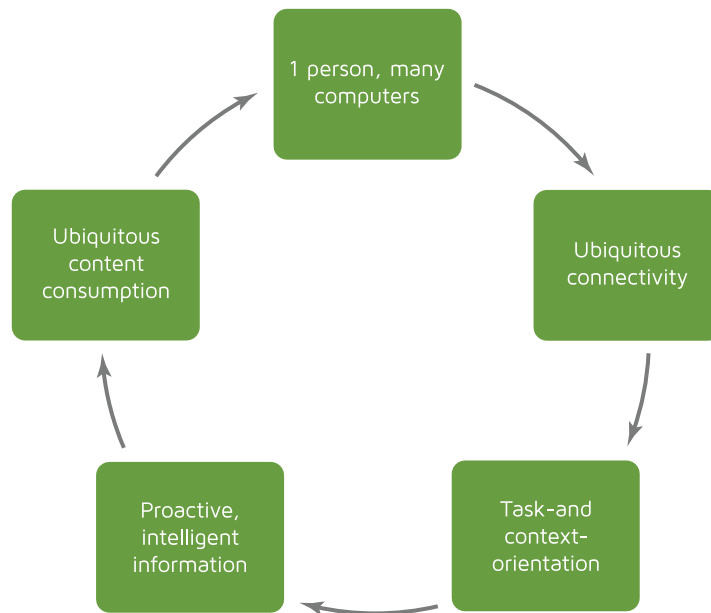 1 person, many
computers
Ubiquitous
connectivity
Task-and
context-
orientation
Proactive,
intelligent
information
Ubiquitous
content
consumption